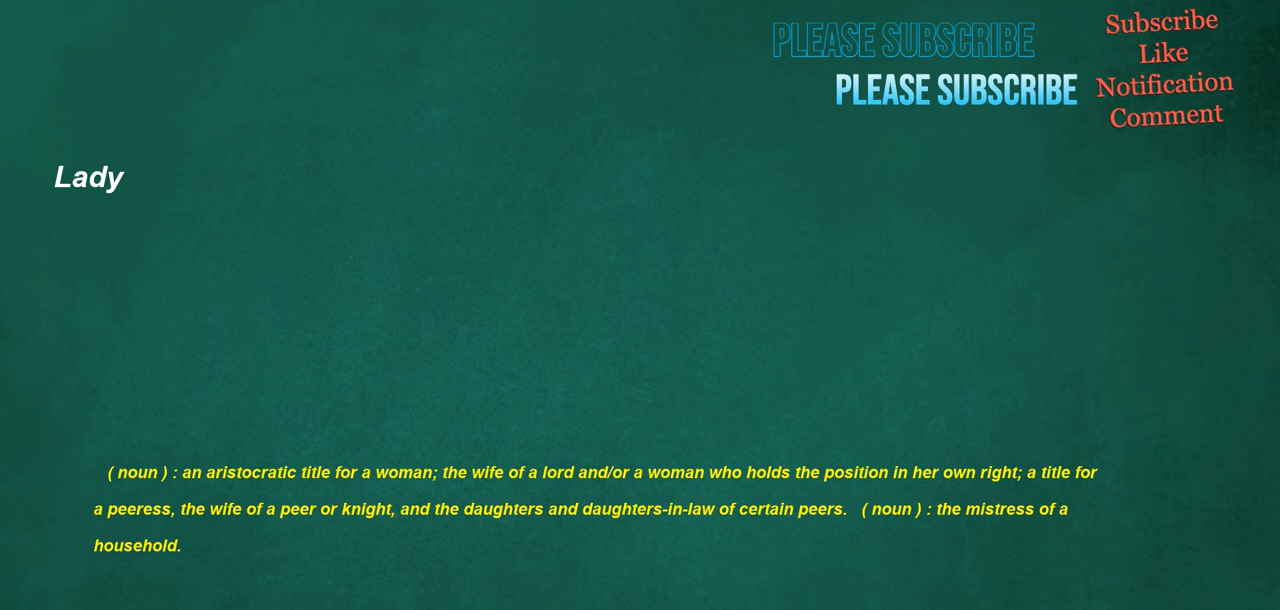 PLEASE SUBSCRIBE
PLEASE SUBSCRIBE
Subscribe
Like
Notification
Comment
Lady
( noun ) : an aristocratic title for a woman; the wife of a lord and/or a woman who holds the position in her own right; a title for
a peeress, the wife of a peer or knight, and the daughters and daughters-in-law of certain peers. ( noun ) : the mistress of a
household.